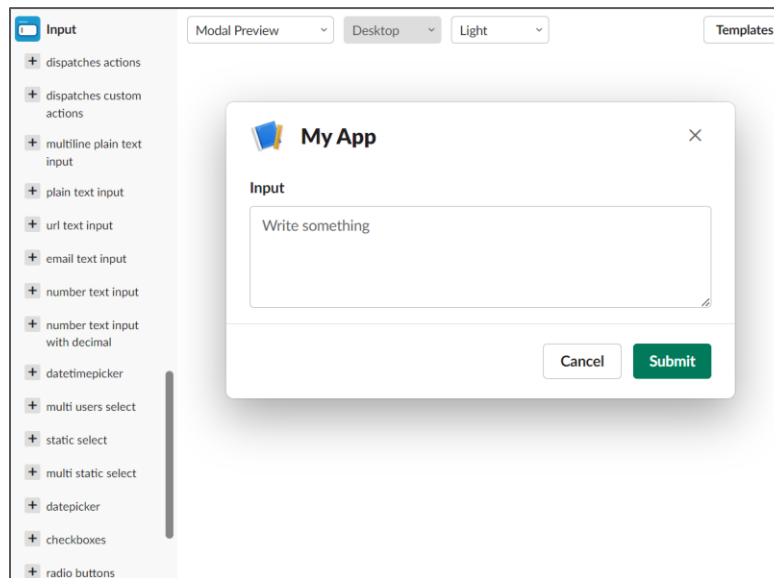 Input
dispatches actions
dispatches custom
actions
multiline plain text
input
plain text input
url text input
email text input
number text input
number text input
with decimal
datetimepicker
multi users select
static select
multi static select
datepicker
checkboxes
radio buttons
Modal Preview
Desktop
Light
Templates
My App
Input
Write something
Cancel
Submit